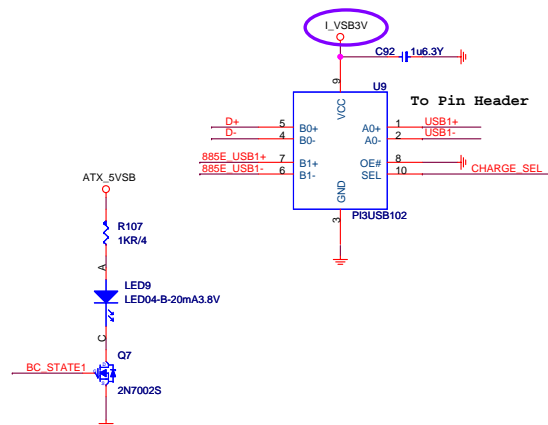 I_VSB3V
C92 1u6.3Y
9
U9
VCC
To Pin Header
D+ 5 B0+ A0+ 1 USB1+
D- 4 B0- A0- 2 USB1-
885E_USB1+ 7 B1+ OE# 8
885E_USB1- 6 B1- SEL 10 CHARGE_SEL
GND
3
PI3USB102
ATX_5VSB
R107
1KR/4
A
LED9
LED04-B-20mA3.8V
C
Q7
BC_STATE1
2N7002S